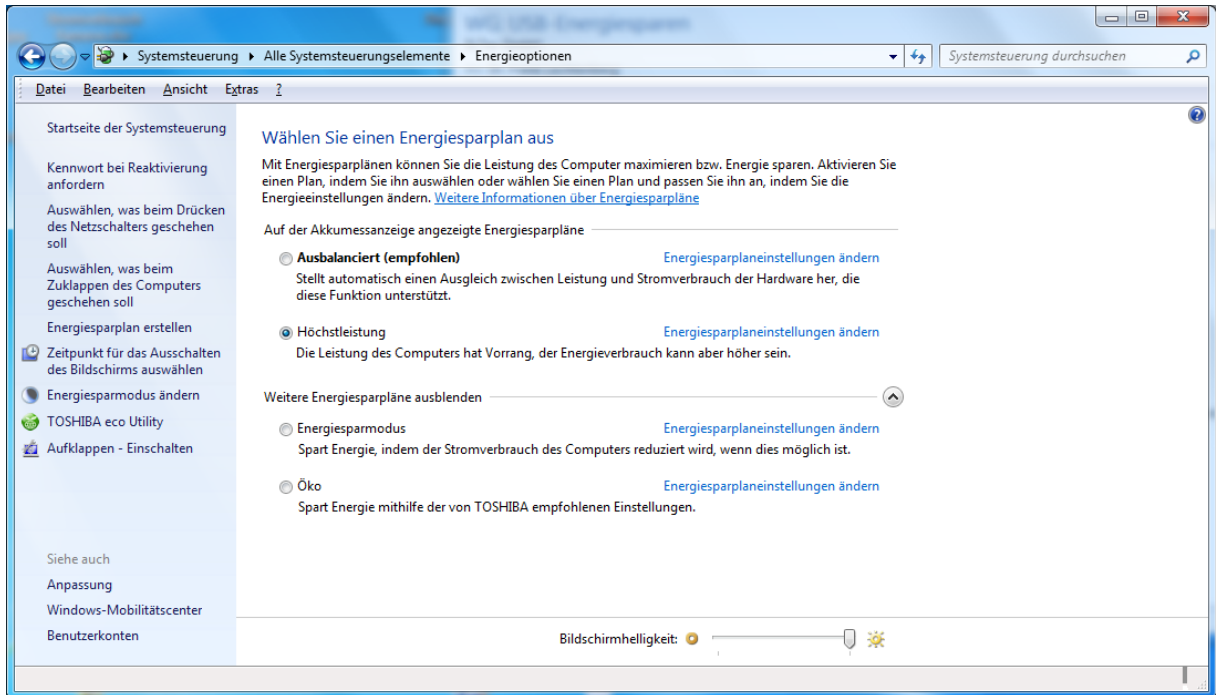 WG USB-Energiesparen
Systemsteuerung Alle Systemsteuerungselemente Energieoptionen
Systemsteuerung durchsuchen
Datei Bearbeiten Ansicht Extras ?
Startseite der Systemsteuerung
Kennwort bei Reaktivierung
anfordern
Auswählen, was beim Drücken
des Netzschalters geschehen
soll
Auswählen, was beim
Zuklappen des Computers
geschehen soll
Energiesparplan erstellen
Zeitpunkt für das Ausschalten
des Bildschirms auswählen
Energiesparmodus ändern
TOSHIBA eco Utility
Aufklappen - Einschalten
Siehe auch
Anpassung
Windows-Mobilitätscenter
Benutzerkonten
Wählen Sie einen Energiesparplan aus
Mit Energiesparplänen können Sie die Leistung des Computer maximieren bzw. Energie sparen. Aktivieren Sie
einen Plan, indem Sie ihn auswählen oder wählen Sie einen Plan und passen Sie ihn an, indem Sie die
Energieeinstellungen ändern. Weitere Informationen über Energiesparpläne
Auf der Akkumessanzeige angezeigte Energiesparpläne
Ausbalanciert (empfohlen) Energiesparplaneinstellungen ändern
Stellt automatisch einen Ausgleich zwischen Leistung und Stromverbrauch der Hardware her, die
diese Funktion unterstützt.
Höchstleistung Energiesparplaneinstellungen ändern
Die Leistung des Computers hat Vorrang, der Energieverbrauch kann aber höher sein.
Weitere Energiesparpläne ausblenden
Energiesparmodus Energiesparplaneinstellungen ändern
Spart Energie, indem der Stromverbrauch des Computers reduziert wird, wenn dies möglich ist.
Öko Energiesparplaneinstellungen ändern
Spart Energie mithilfe der von TOSHIBA empfohlenen Einstellungen.
Bildschirmhelligkeit: